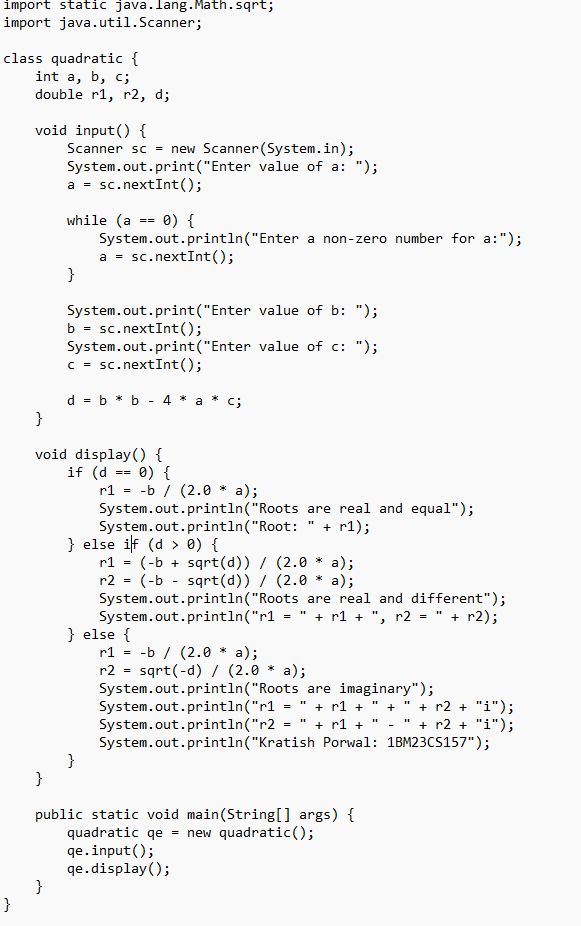 import static java.lang.Math.sqrt;
import java.util.Scanner;

class quadratic {
    int a, b, c;
    double r1, r2, d;

    void input() {
        Scanner sc = new Scanner(System.in);
        System.out.print("Enter value of a: ");
        a = sc.nextInt();

        while (a == 0) {
            System.out.println("Enter a non-zero number for a:");
            a = sc.nextInt();
        }

        System.out.print("Enter value of b: ");
        b = sc.nextInt();
        System.out.print("Enter value of c: ");
        c = sc.nextInt();

        d = b * b - 4 * a * c;
    }

    void display() {
        if (d == 0) {
            r1 = -b / (2.0 * a);
            System.out.println("Roots are real and equal");
            System.out.println("Root: " + r1);
        } else if (d > 0) {
            r1 = (-b + sqrt(d)) / (2.0 * a);
            r2 = (-b - sqrt(d)) / (2.0 * a);
            System.out.println("Roots are real and different");
            System.out.println("r1 = " + r1 + ", r2 = " + r2);
        } else {
            r1 = -b / (2.0 * a);
            r2 = sqrt(-d) / (2.0 * a);
            System.out.println("Roots are imaginary");
            System.out.println("r1 = " + r1 + " + " + r2 + "i");
            System.out.println("r2 = " + r1 + " - " + r2 + "i");
            System.out.println("Kratish Porwal: 1BM23CS157");
        }
    }

    public static void main(String[] args) {
        quadratic qe = new quadratic();
        qe.input();
        qe.display();
    }
}